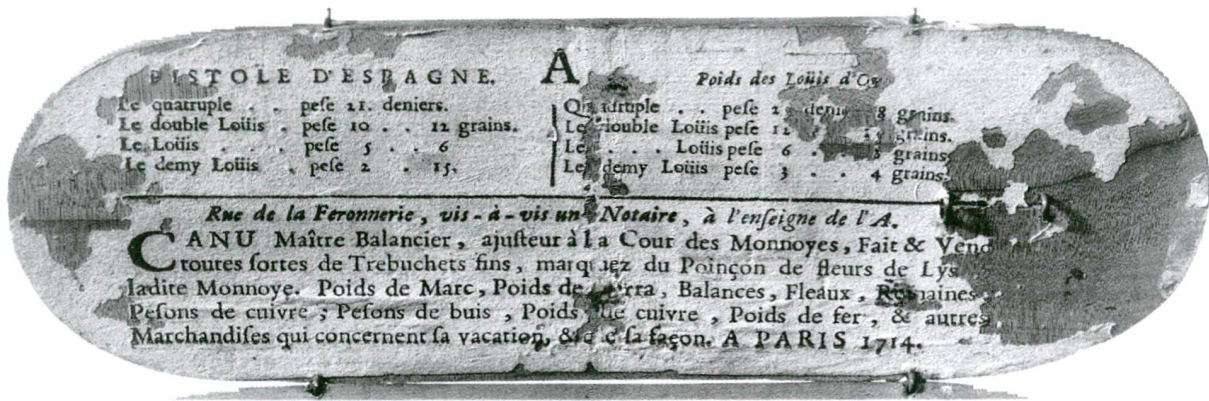 PISTOLE D'ESPAGNE.
Le quatruple . . peſe 21. deniers.
Le double Loüis . peſe 10 . . 12 grains.
Le Loüis . peſe 5 . . 6
Le demy Loüis . peſe 2 . 15.
A
Poids des Loüis d'Or
Quatruple . . peſe 2 deni 8 grains.
Le double Loüis peſe 12 . grains.
Le . . . Loüis peſe 6 . 8 grains
Le demy Loüis peſe 3 . . 4 grains.
Rue de la Feronnerie, vis-à-vis un Notaire, à l'enſeigne de l'A.
CANU Maître Balancier, ajuſteur à la Cour des Monnoyes, Fait & Vend
toutes ſortes de Trebuchets fins, marquez du Poinçon de fleurs de Lys
ladite Monnoye. Poids de Marc, Poids de , Balances, Fleaux, Romaines,
Peſons de cuivre ; Peſons de buis , Poids de cuivre , Poids de fer , & autres
Marchandiſes qui concernent ſa vacation, & de ſa façon. A PARIS 1714.